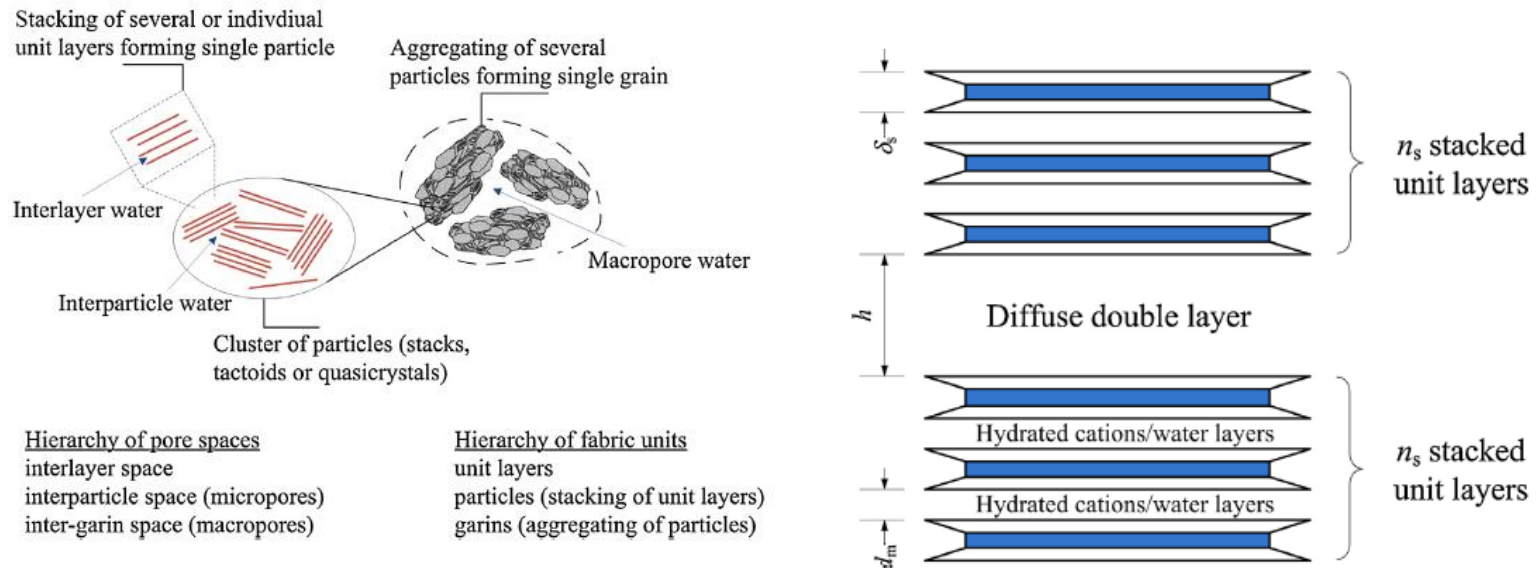 Stacking of several or indivdiual
unit layers forming single particle
Aggregating of several
particles forming single grain
Interlayer water
Interparticle water
Macropore water
Cluster of particles (stacks,
tactoids or quasicrystals)
Hierarchy of pore spaces
interlayer space
interparticle space (micropores)
inter-garin space (macropores)
Hierarchy of fabric units
unit layers
particles (stacking of unit layers)
garins (aggregating of particles)
δs
ns stacked
unit layers
h
Diffuse double layer
Hydrated cations/water layers
Hydrated cations/water layers
dm
ns stacked
unit layers